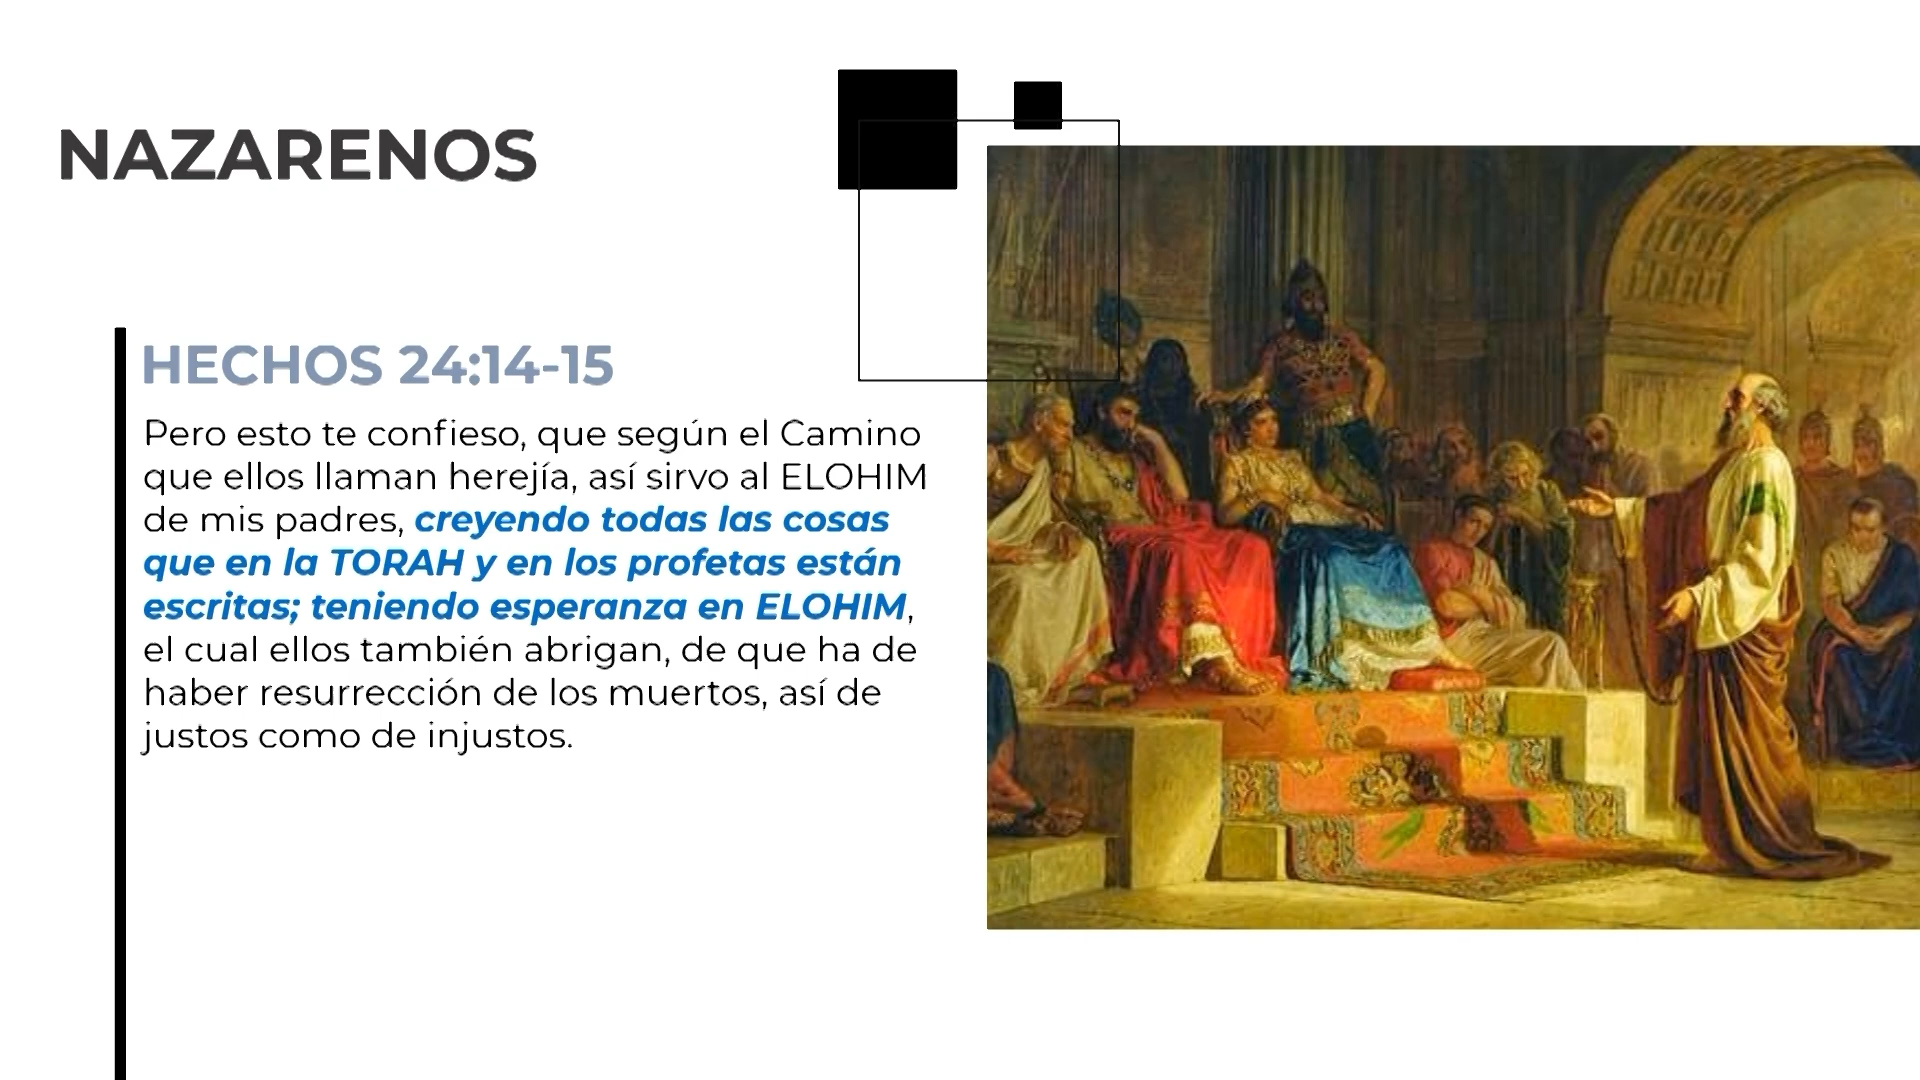 NAZARENOS
HECHOS 24:14-15
Pero esto te confieso, que según el Camino
que ellos llaman herejía, así sirvo al ELOHIM
de mis padres, creyendo todas las cosas
que en la TORAH y en los profetas están
escritas; teniendo esperanza en ELOHIM,
el cual ellos también abrigan, de que ha de
haber resurrección de los muertos, así de
justos como de injustos.